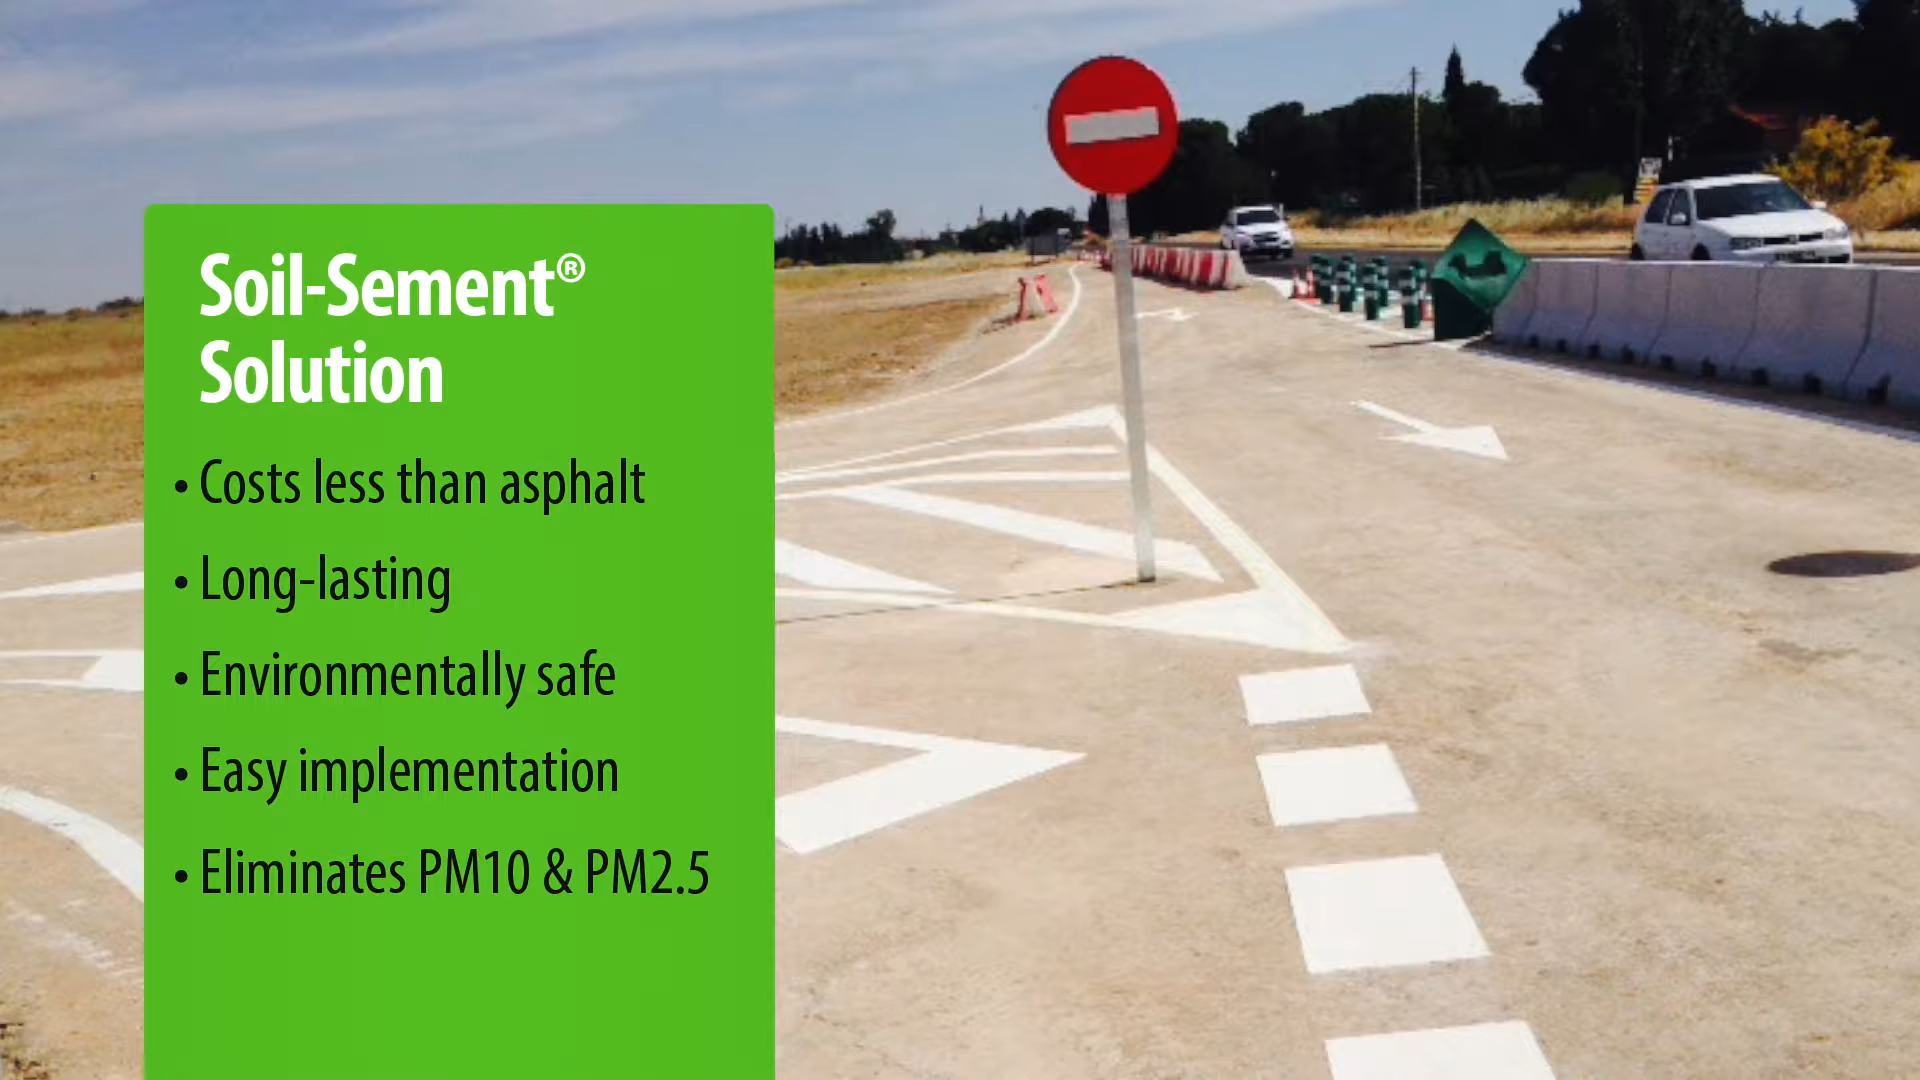 Soil-Sement®
Solution
• Costs less than asphalt
• Long-lasting
• Environmentally safe
• Easy implementation
• Eliminates PM10 & PM2.5